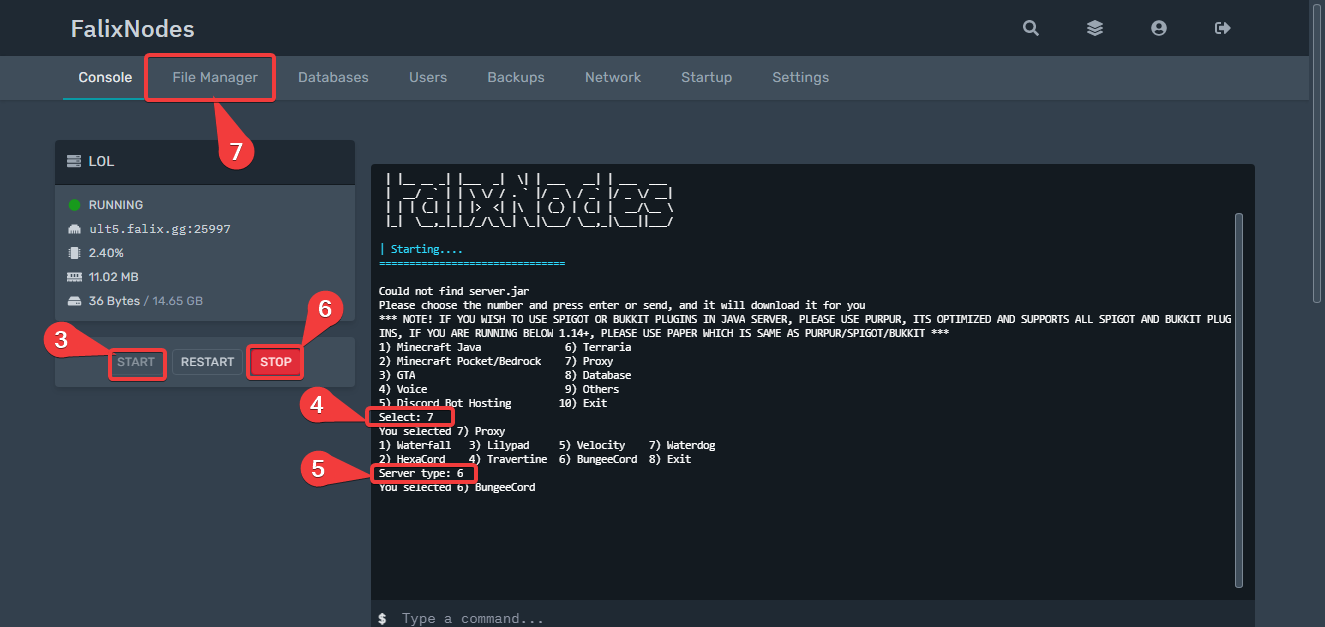 FalixNodes
Console File Manager Databases Users Backups Network Startup Settings
7
LOL
RUNNING
ult5.falix.gg:25997
2.40%
11.02 MB
36 Bytes / 14.65 GB
6
3
START RESTART STOP
4
5
| Starting....
===============================
Could not find server.jar
Please choose the number and press enter or send, and it will download it for you
*** NOTE! IF YOU WISH TO USE SPIGOT OR BUKKIT PLUGINS IN JAVA SERVER, PLEASE USE PURPUR, ITS OPTIMIZED AND SUPPORTS ALL SPIGOT AND BUKKIT PLUG
INS, IF YOU ARE RUNNING BELOW 1.14+, PLEASE USE PAPER WHICH IS SAME AS PURPUR/SPIGOT/BUKKIT ***
1) Minecraft Java 6) Terraria
2) Minecraft Pocket/Bedrock 7) Proxy
3) GTA 8) Database
4) Voice 9) Others
5) Discord Bot Hosting 10) Exit
Select: 7
You selected 7) Proxy
1) Waterfall 3) Lilypad 5) Velocity 7) Waterdog
2) HexaCord 4) Travertine 6) BungeeCord 8) Exit
Server type: 6
You selected 6) BungeeCord
$ Type a command...